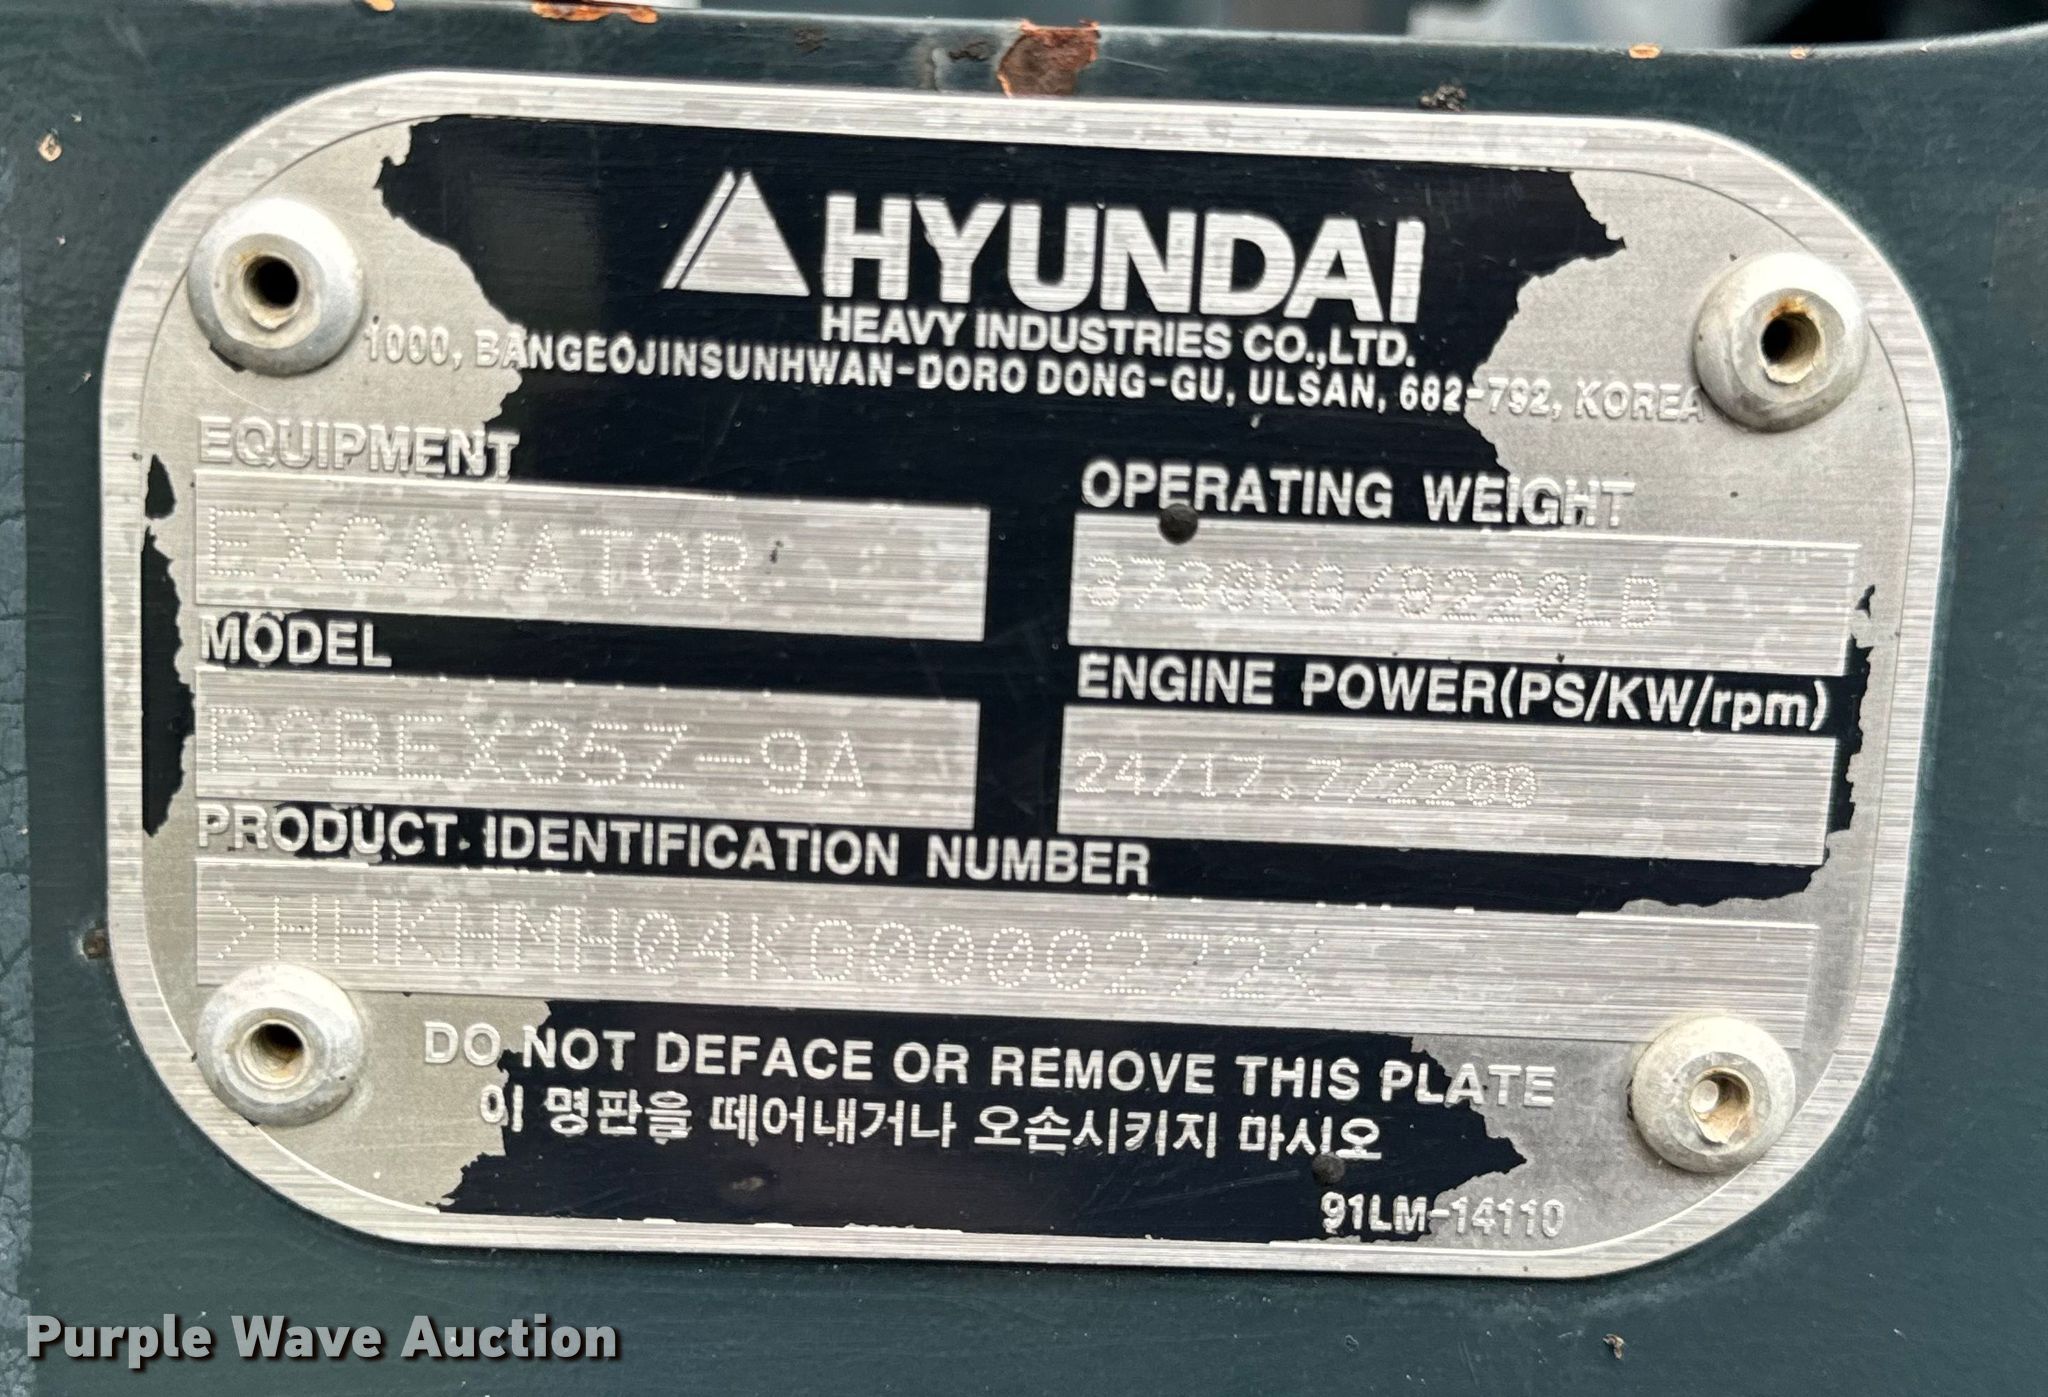 HYUNDAI
HEAVY INDUSTRIES CO.,LTD.
1000, BANGEOJINSUNHWAN-DORO DONG-GU, ULSAN, 682-792, KOREA
EQUIPMENT
EXCAVATOR
OPERATING WEIGHT
3730KG/8220LB
MODEL
ROBEX35Z-9A
ENGINE POWER(PS/KW/rpm)
24/17.7/2200
PRODUCT IDENTIFICATION NUMBER
>HHKHMH04KG0000272<
DO NOT DEFACE OR REMOVE THIS PLATE
이 명판을 떼어내거나 오손시키지 마시오
91LM-14110
Purple Wave Auction